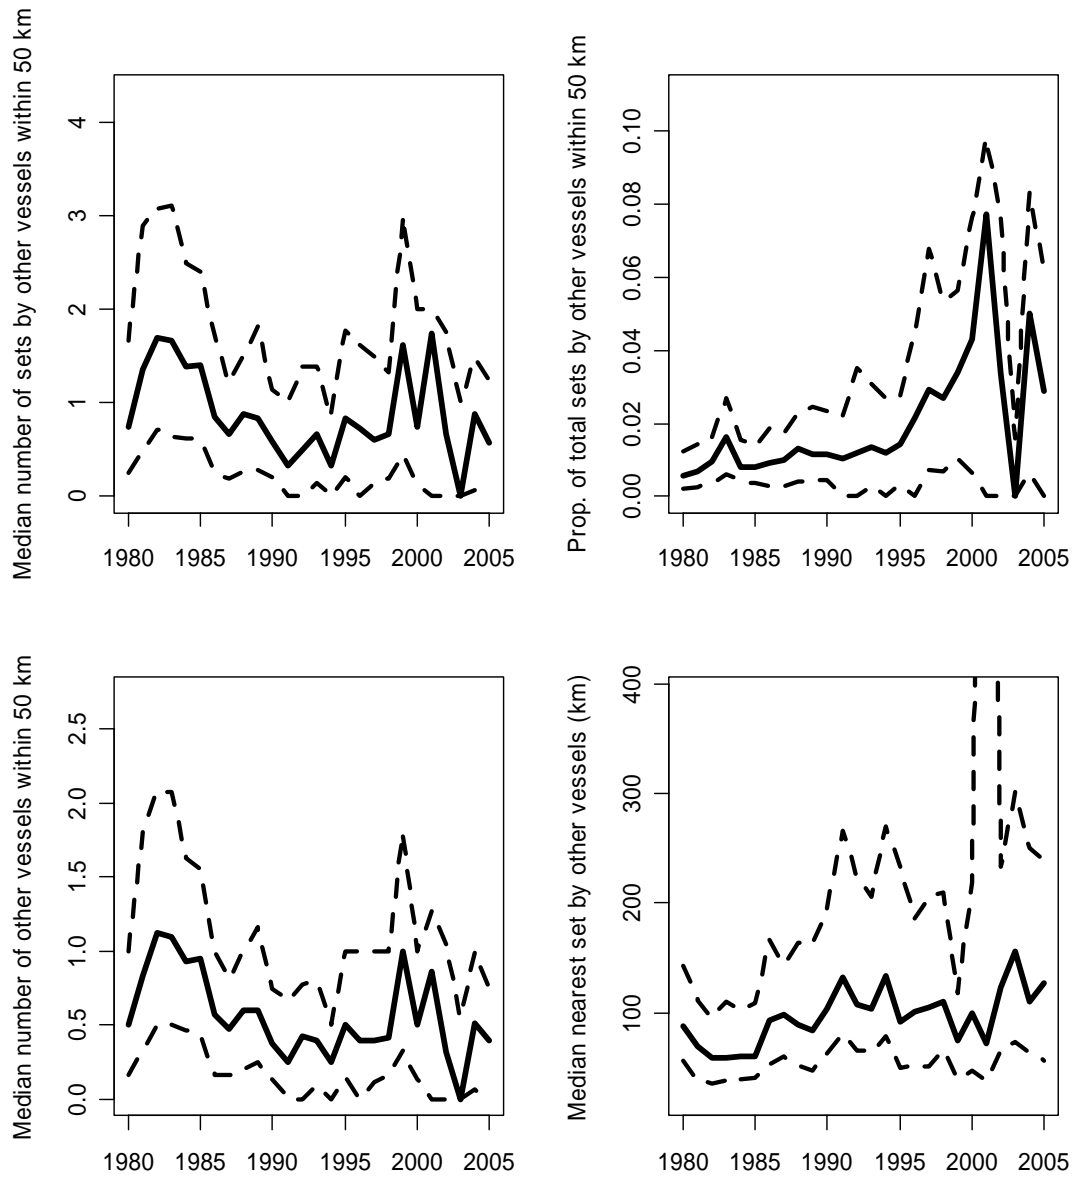 Median number of sets by other vessels within 50 km
4
3
2
1
0
1980 1985 1990 1995 2000 2005
Prop. of total sets by other vessels within 50 km
0.10
0.08
0.06
0.04
0.02
0.00
1980 1985 1990 1995 2000 2005
Median number of other vessels within 50 km
2.5
2.0
1.5
1.0
0.5
0.0
1980 1985 1990 1995 2000 2005
Median nearest set by other vessels (km)
400
300
200
100
1980 1985 1990 1995 2000 2005